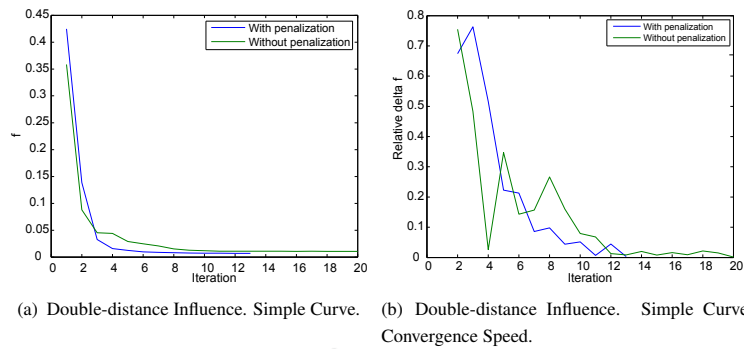 0.45
0.4
0.35
0.3
0.25
0.2
0.15
0.1
0.05
0
f
0 2 4 6 8 10 12 14 16 18 20
Iteration
With penalization
Without penalization
0.8
0.7
0.6
0.5
0.4
0.3
0.2
0.1
0
Relative delta f
0 2 4 6 8 10 12 14 16 18 20
Iteration
With penalization
Without penalization
(a) Double-distance Influence. Simple Curve.
(b) Double-distance Influence. Simple Curve
Convergence Speed.